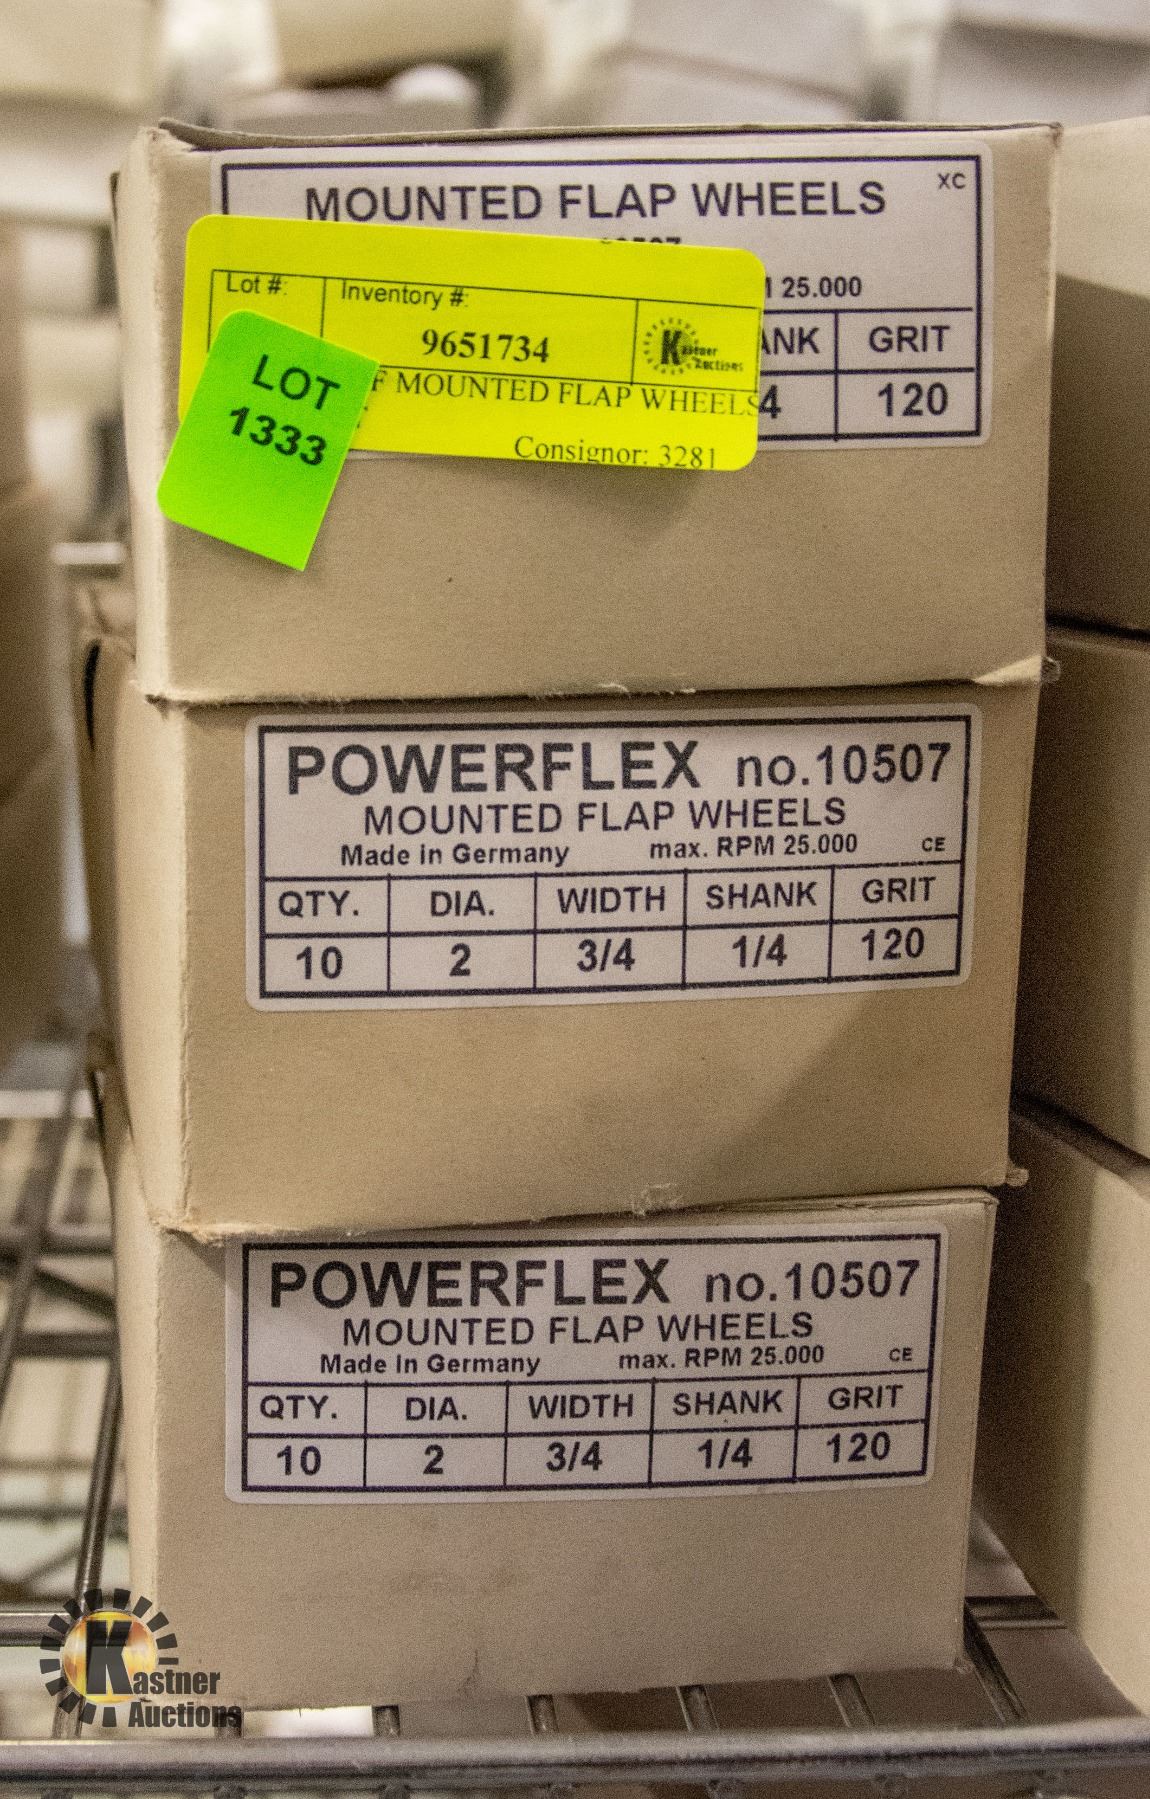 MOUNTED FLAP WHEELS XC
25.000
GRIT
120
Lot #: Inventory #:
9651734
Kastner Auctions
MOUNTED FLAP WHEELS
Consignor: 3281
LOT
1333
POWERFLEX no.10507
MOUNTED FLAP WHEELS
Made in Germany max. RPM 25.000 CE
QTY. DIA. WIDTH SHANK GRIT
10 2 3/4 1/4 120
POWERFLEX no.10507
MOUNTED FLAP WHEELS
Made in Germany max. RPM 25.000 CE
QTY. DIA. WIDTH SHANK GRIT
10 2 3/4 1/4 120
Kastner
Auctions